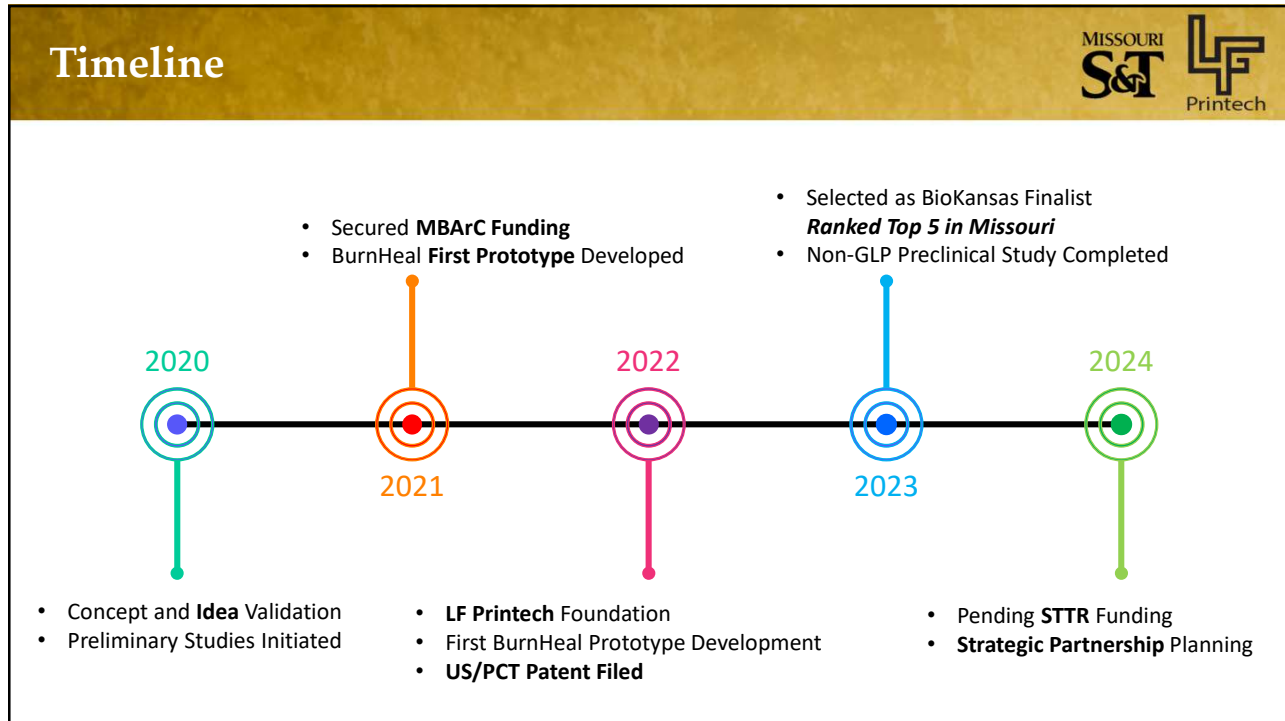 Timeline
MISSOURI
S&T
LF
Printech
• Secured MBArC Funding
• BurnHeal First Prototype Developed
• Selected as BioKansas Finalist
Ranked Top 5 in Missouri
• Non-GLP Preclinical Study Completed
2020
2021
2022
2023
2024
• Concept and Idea Validation
• Preliminary Studies Initiated
• LF Printech Foundation
• First BurnHeal Prototype Development
• US/PCT Patent Filed
• Pending STTR Funding
• Strategic Partnership Planning